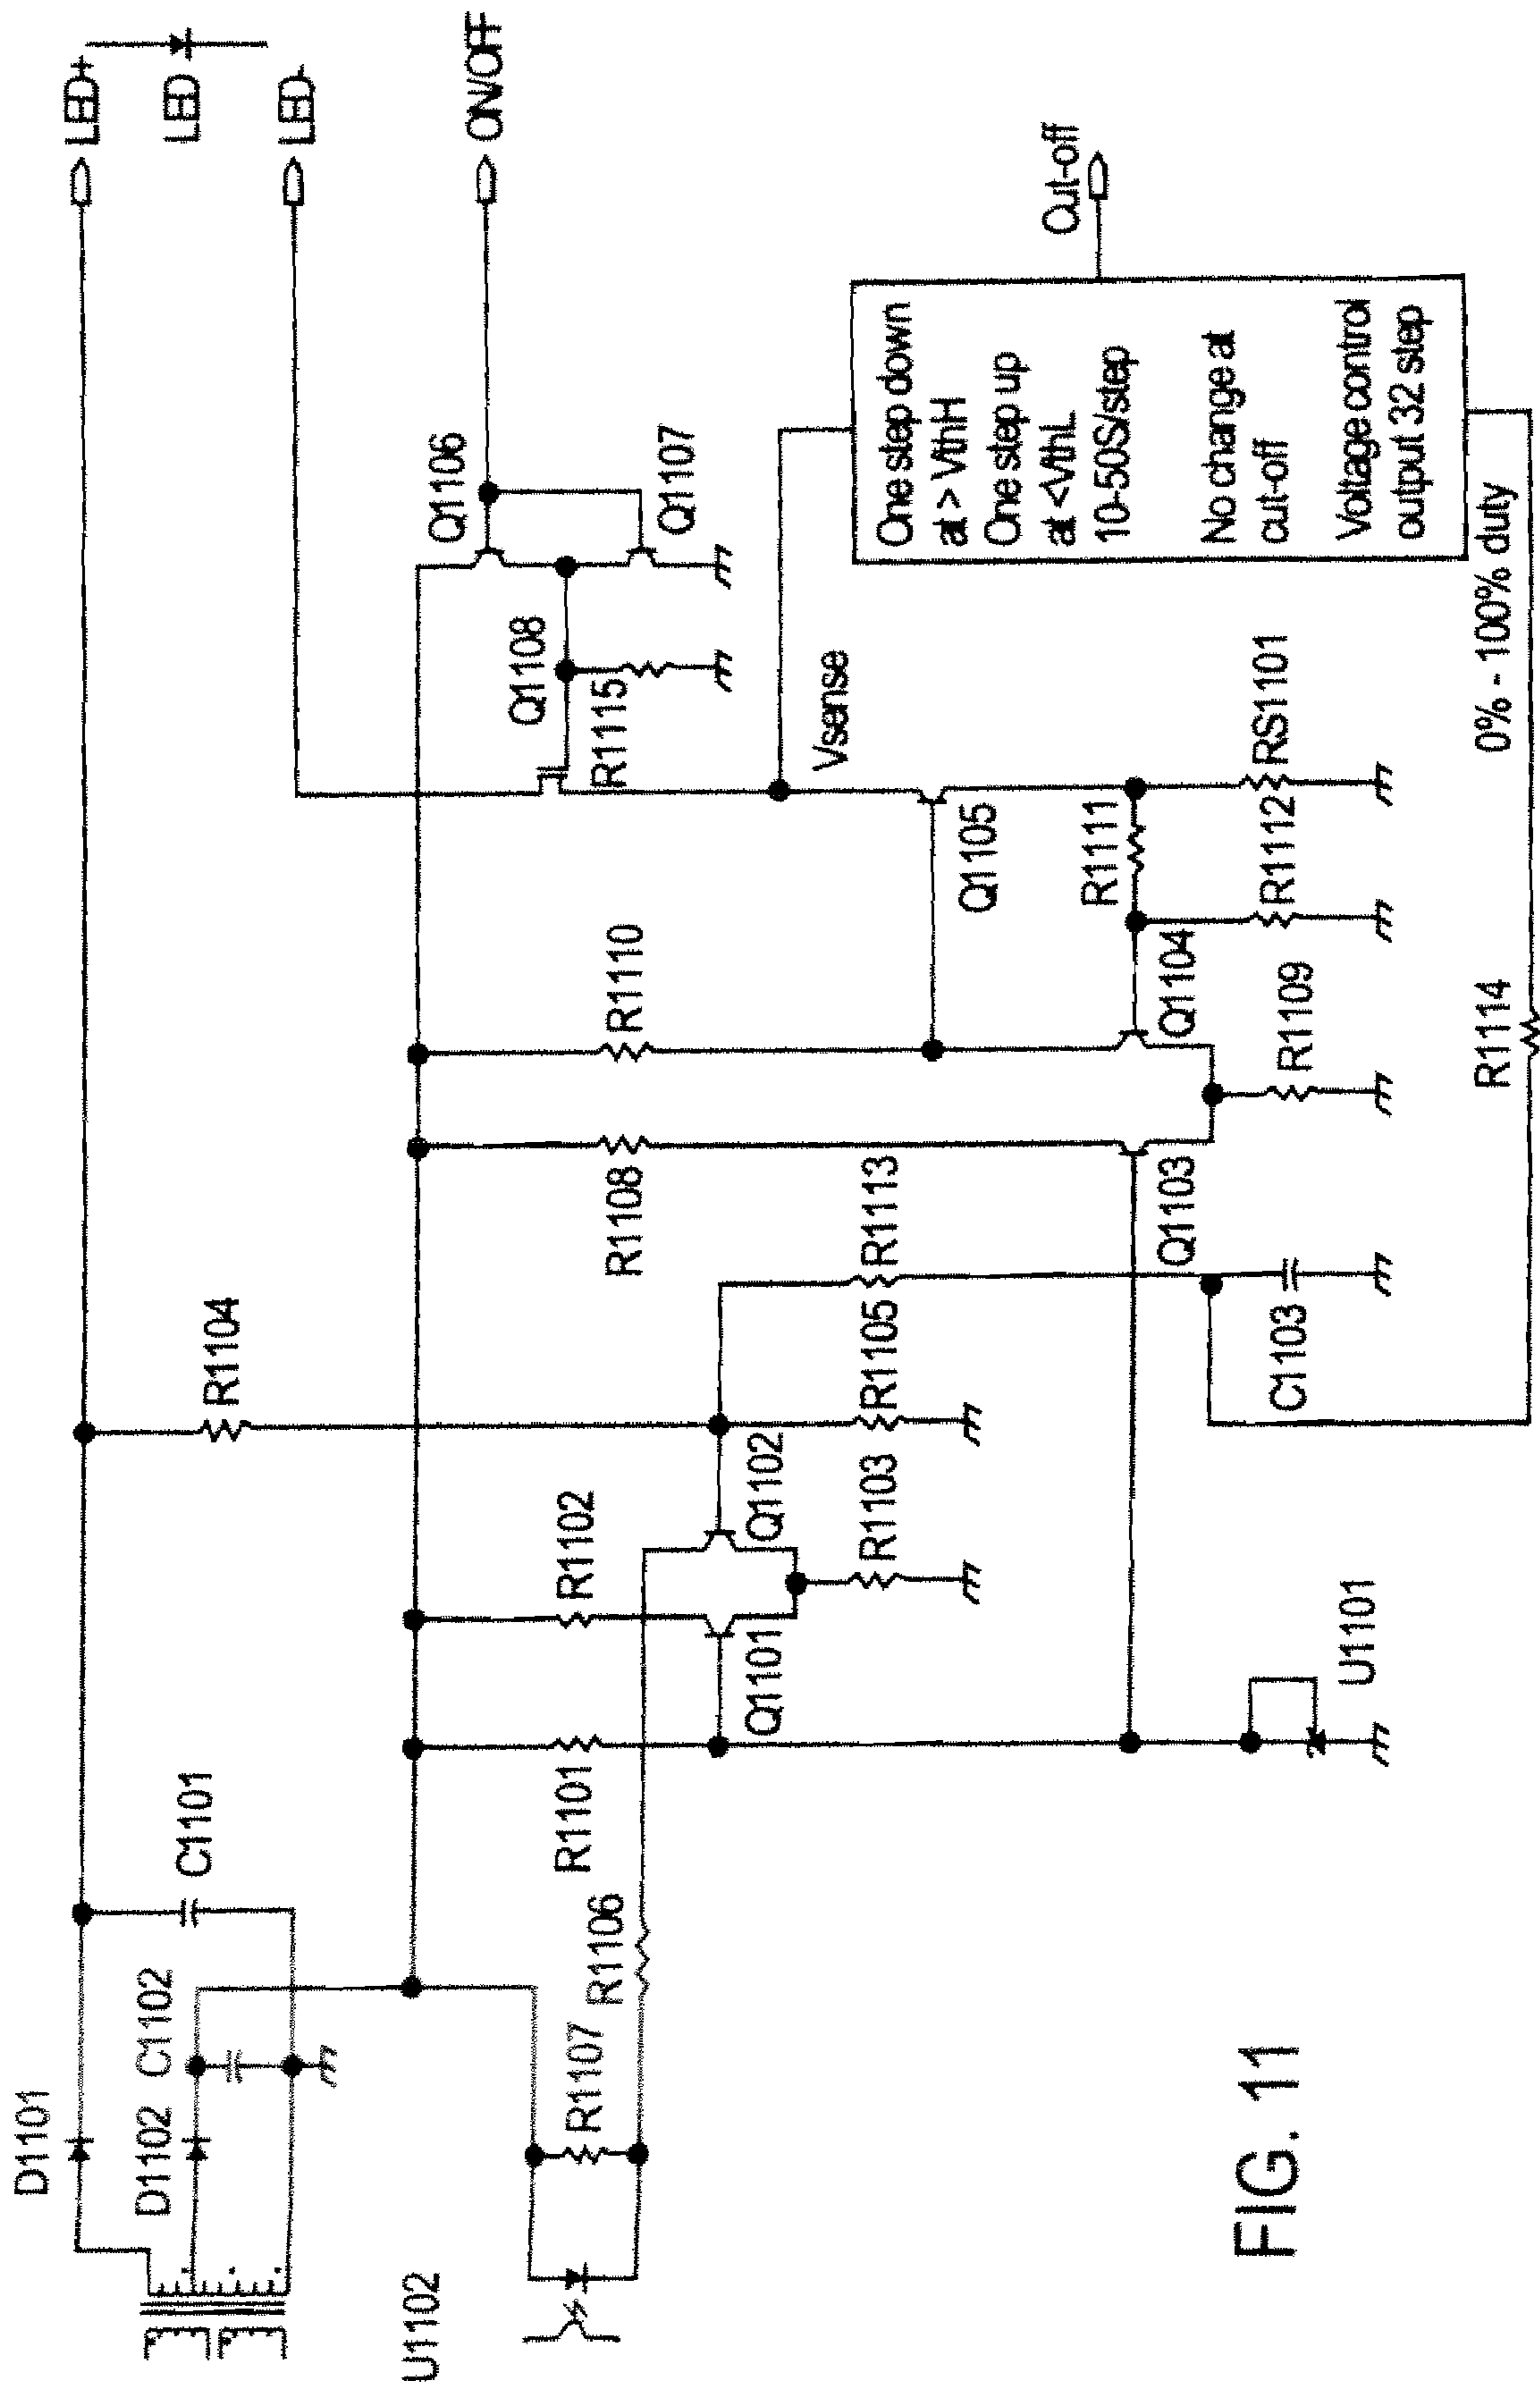 D1101
LED+
D1102
C1102
C1101
R1104
LED
LED-
U1102
ON/OFF
Q1106
Q1108
R1101
R1102
R1106
R1107
R1108
R1110
R1115
Q1107
Q1101
Q1102
Vsense
R1103
R1105
R1113
Q1105
One step down
at > VthH
One step up
at <VthL
10-50S/step
No change at
cut-off
Voltage control
output 32 step
Cut-off
R1111
Q1103
Q1104
C1103
R1109
R1112
RS1101
U1101
R1114
0% - 100% duty
FIG. 11